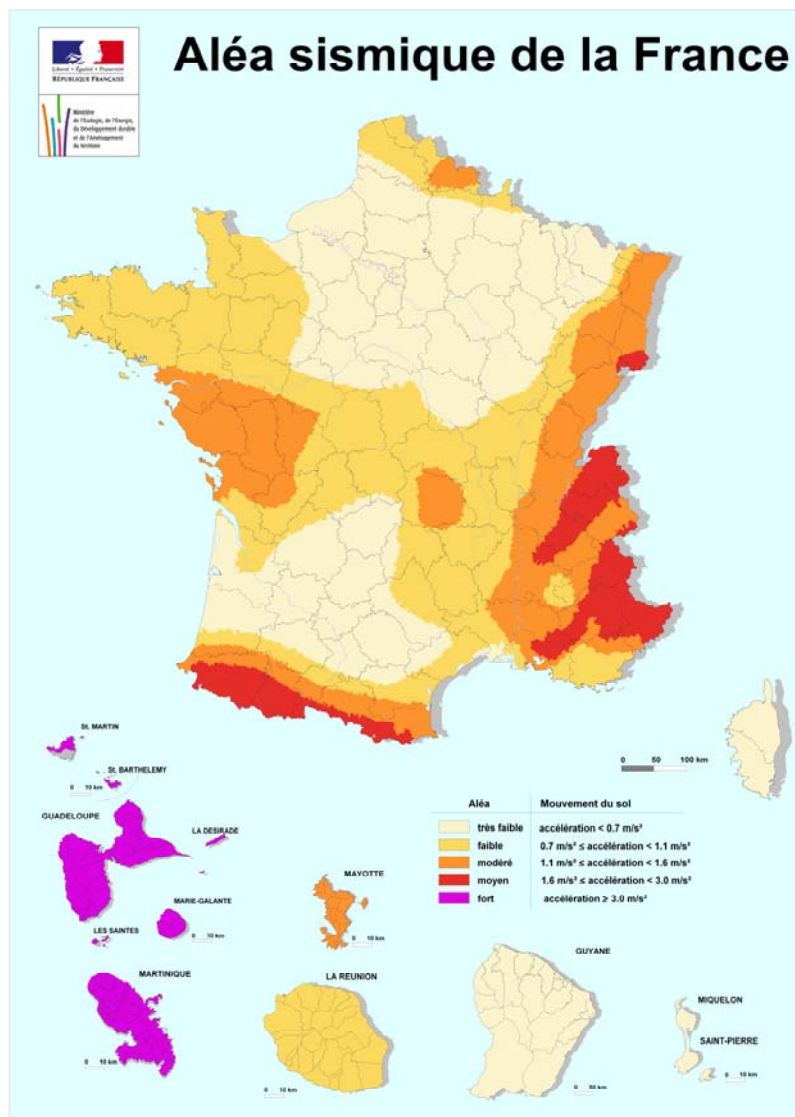 Aléa sismique de la France
Liberté • Égalité • Fraternité
RÉPUBLIQUE FRANÇAISE
Ministère
de l'Écologie, de l'Énergie,
du Développement durable
et de l'Aménagement
du territoire
St. MARTIN
St. BARTHELEMY
0 10 km
GUADELOUPE
LA DESIRADE
MARIE-GALANTE
0 10 km
LES SAINTES
MARTINIQUE
0 10 km
MAYOTTE
0 10 km
LA REUNION
0 10 km
0 50 100 km
Aléa Mouvement du sol
très faible accélération < 0.7 m/s²
faible 0.7 m/s² ≤ accélération < 1.1 m/s²
modéré 1.1 m/s² ≤ accélération < 1.6 m/s²
moyen 1.6 m/s² ≤ accélération < 3.0 m/s²
fort accélération ≥ 3.0 m/s²
GUYANE
0 50 km
MIQUELON
SAINT-PIERRE
0 10 km